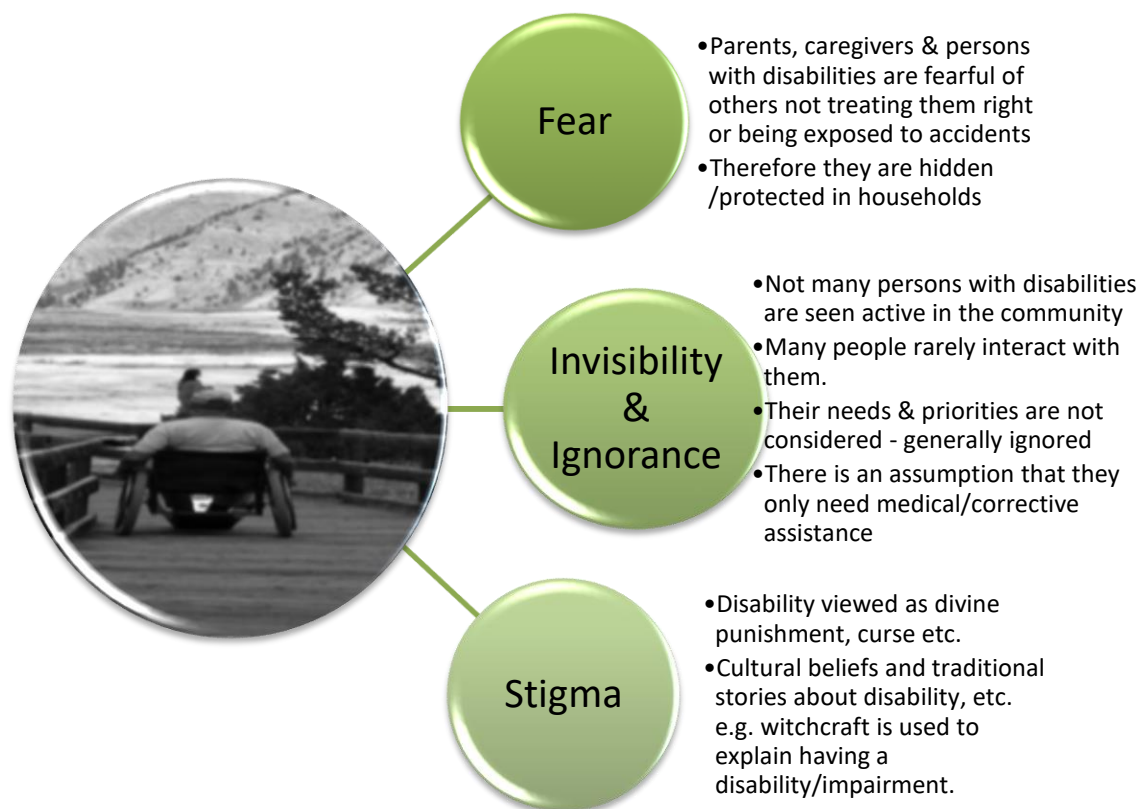 Fear
•Parents, caregivers & persons
with disabilities are fearful of
others not treating them right
or being exposed to accidents
•Therefore they are hidden
/protected in households
Invisibility
&
Ignorance
•Not many persons with disabilities
are seen active in the community
•Many people rarely interact with
them.
•Their needs & priorities are not
considered - generally ignored
•There is an assumption that they
only need medical/corrective
assistance
Stigma
•Disability viewed as divine
punishment, curse etc.
•Cultural beliefs and traditional
stories about disability, etc.
e.g. witchcraft is used to
explain having a
disability/impairment.